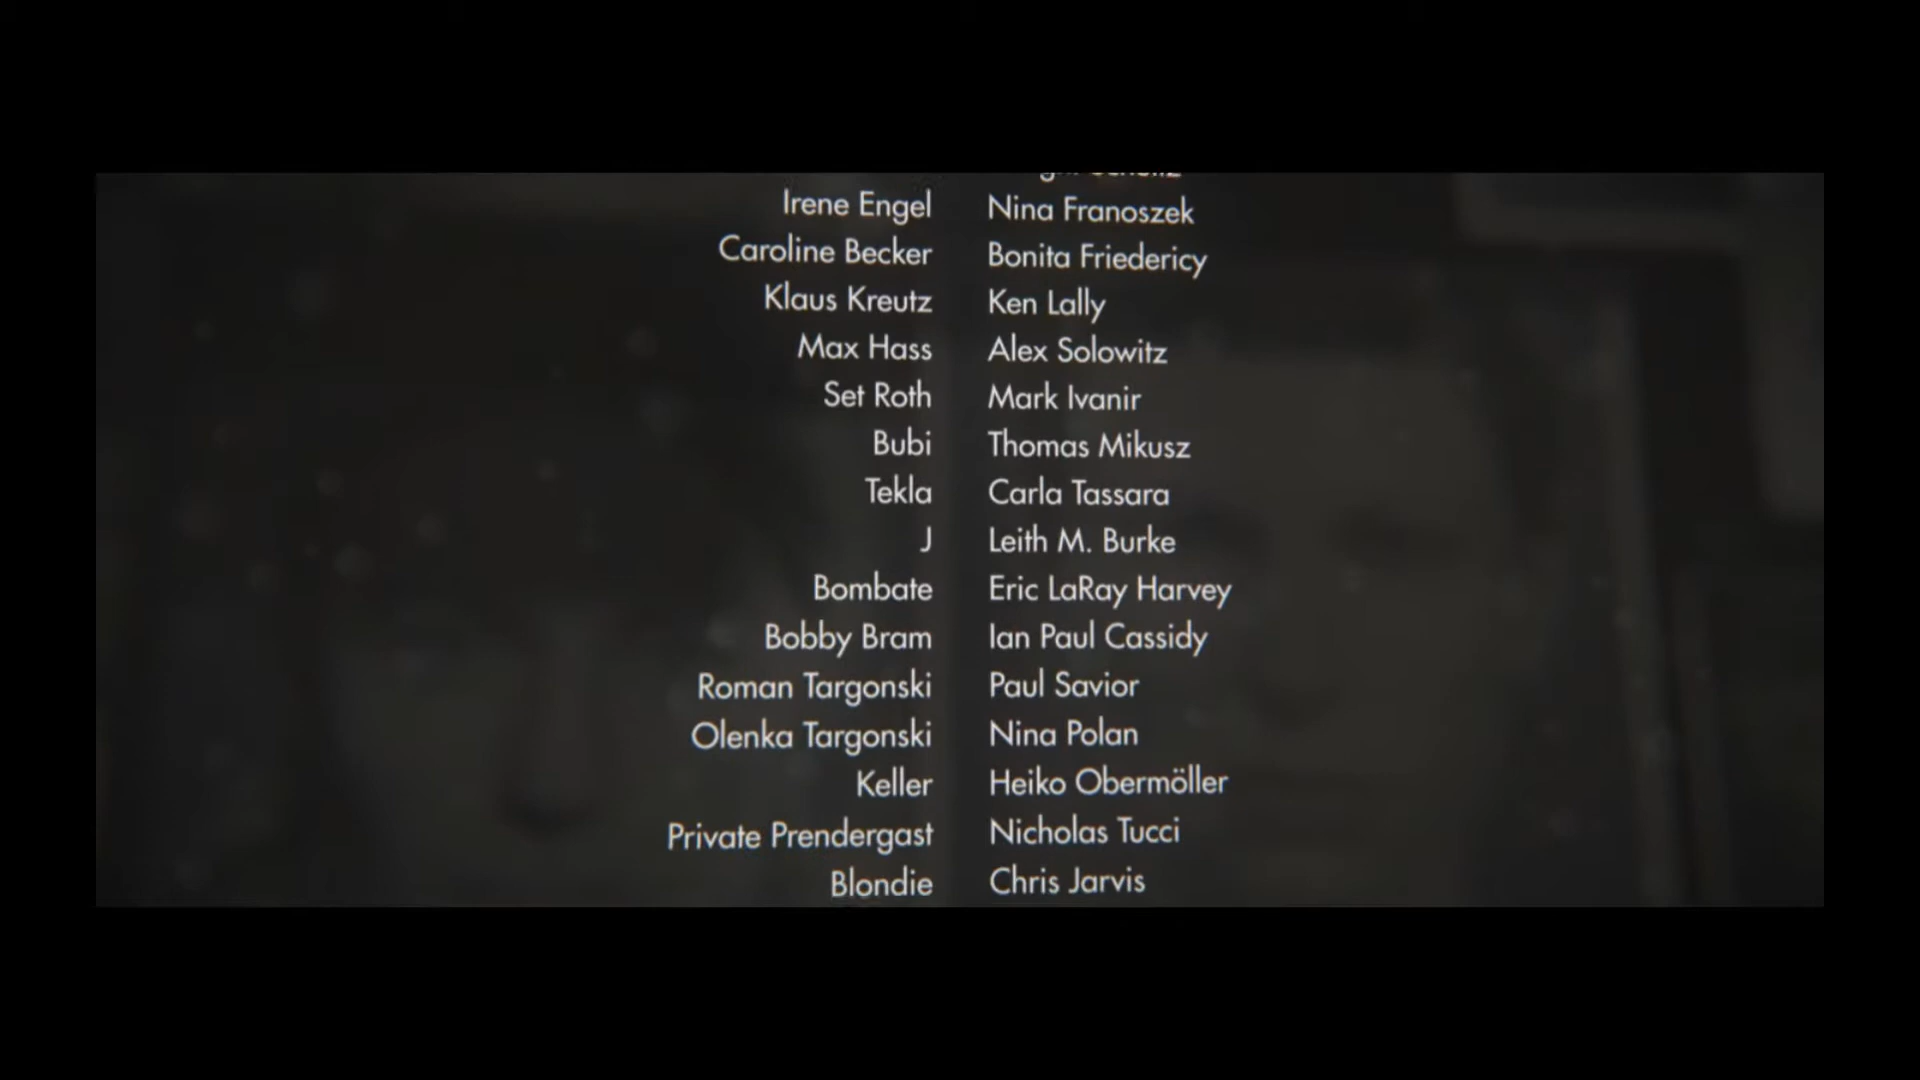 Irene Engel Nina Franoszek
Caroline Becker Bonita Friedericy
Klaus Kreutz Ken Lally
Max Hass Alex Solowitz
Set Roth Mark Ivanir
Bubi Thomas Mikusz
Tekla Carla Tassara
J Leith M. Burke
Bombate Eric LaRay Harvey
Bobby Bram Ian Paul Cassidy
Roman Targonski Paul Savior
Olenka Targonski Nina Polan
Keller Heiko Obermöller
Private Prendergast Nicholas Tucci
Blondie Chris Jarvis